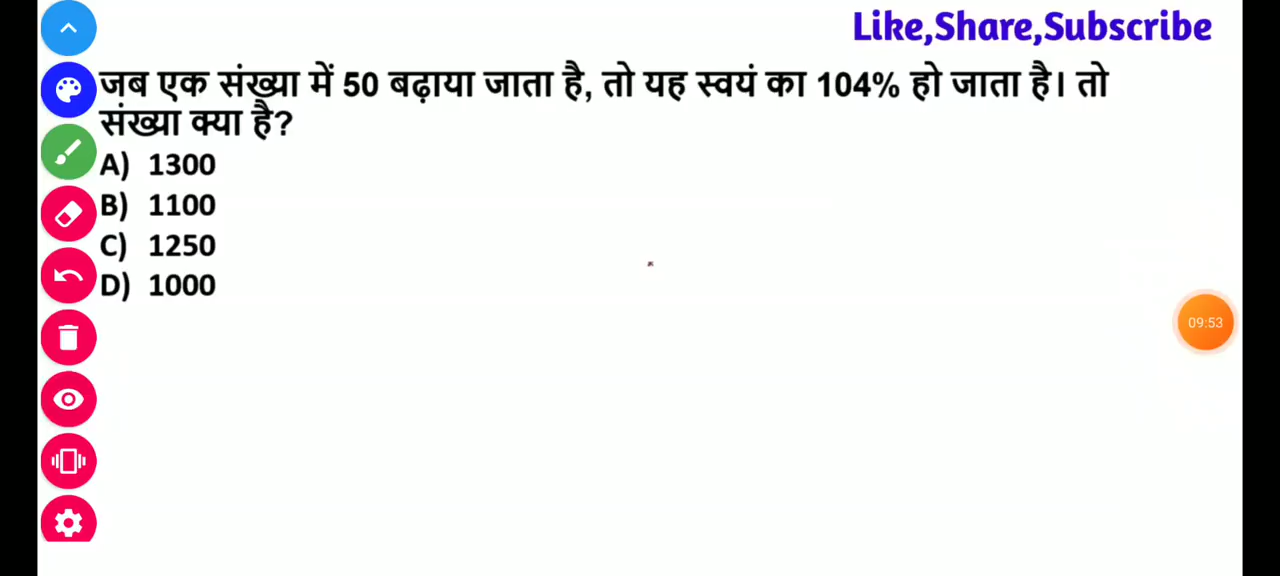 Like,Share,Subscribe
जब एक संख्या में 50 बढ़ाया जाता है, तो यह स्वयं का 104% हो जाता है। तो
संख्या क्या है?
A) 1300
B) 1100
C) 1250
D) 1000
09:53